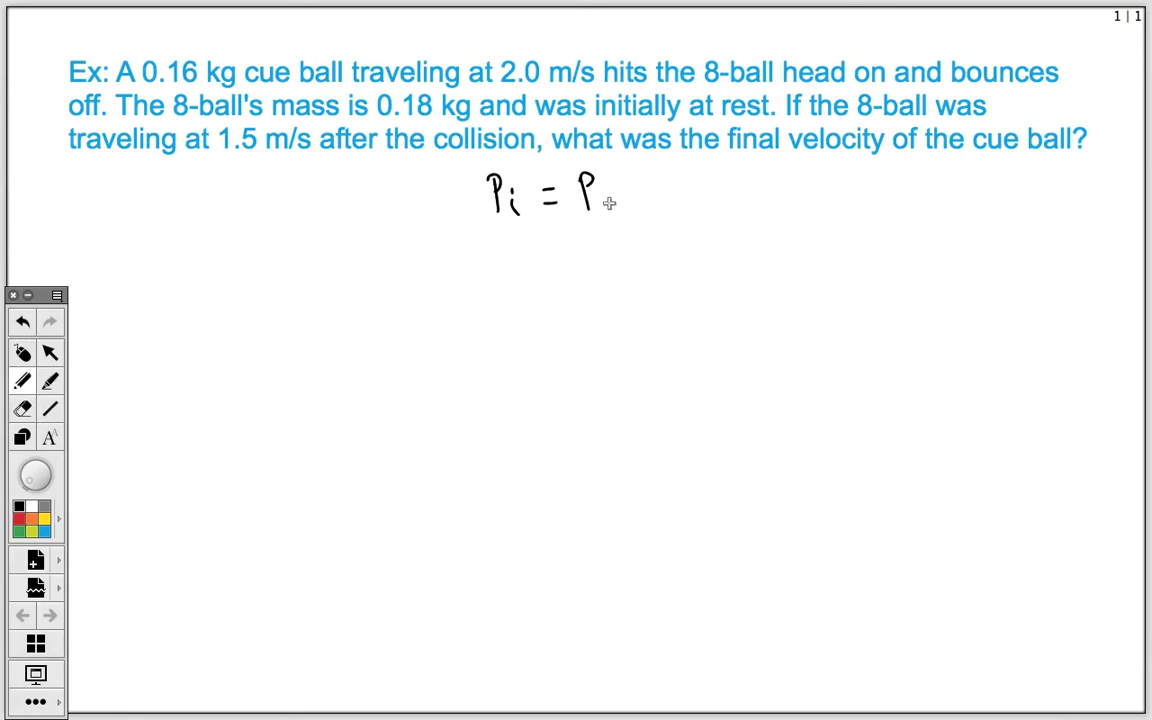 1 | 1
Ex: A 0.16 kg cue ball traveling at 2.0 m/s hits the 8-ball head on and bounces
off. The 8-ball's mass is 0.18 kg and was initially at rest. If the 8-ball was
traveling at 1.5 m/s after the collision, what was the final velocity of the cue ball?
Pi = P
A